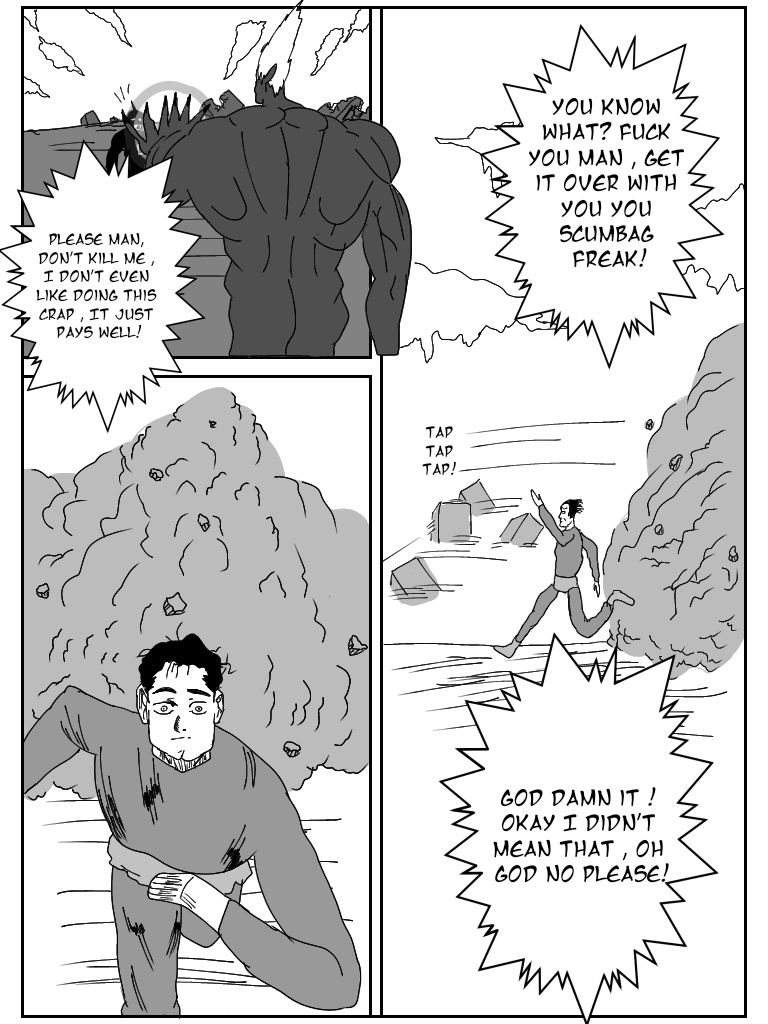 PLEASE MAN,
DON'T KILL ME ,
I DON'T EVEN
LIKE DOING THIS
CRAP , IT JUST
PAYS WELL!
YOU KNOW
WHAT? FUCK
YOU MAN , GET
IT OVER WITH
YOU YOU
SCUMBAG
FREAK!
TAP
TAP
TAP!
GOD DAMN IT !
OKAY I DIDN'T
MEAN THAT , OH
GOD NO PLEASE!